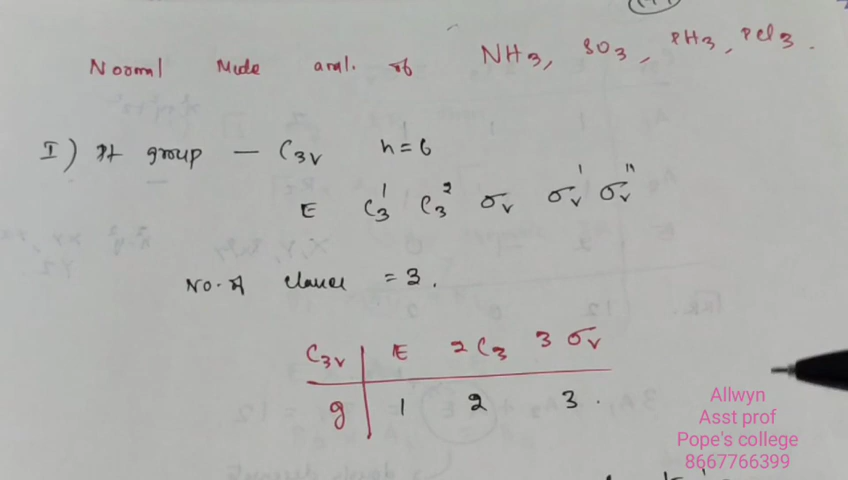 Normal Mode anal. of NH3, SO3, PH3, PCl3.
I) Pt group — C3v h=6
E C3¹ C3² σv σv' σv"
No. of classes = 3.
C3v | E 2C3 3σv
g | 1 2 3.
Allwyn
Asst prof
Pope's college
8667766399